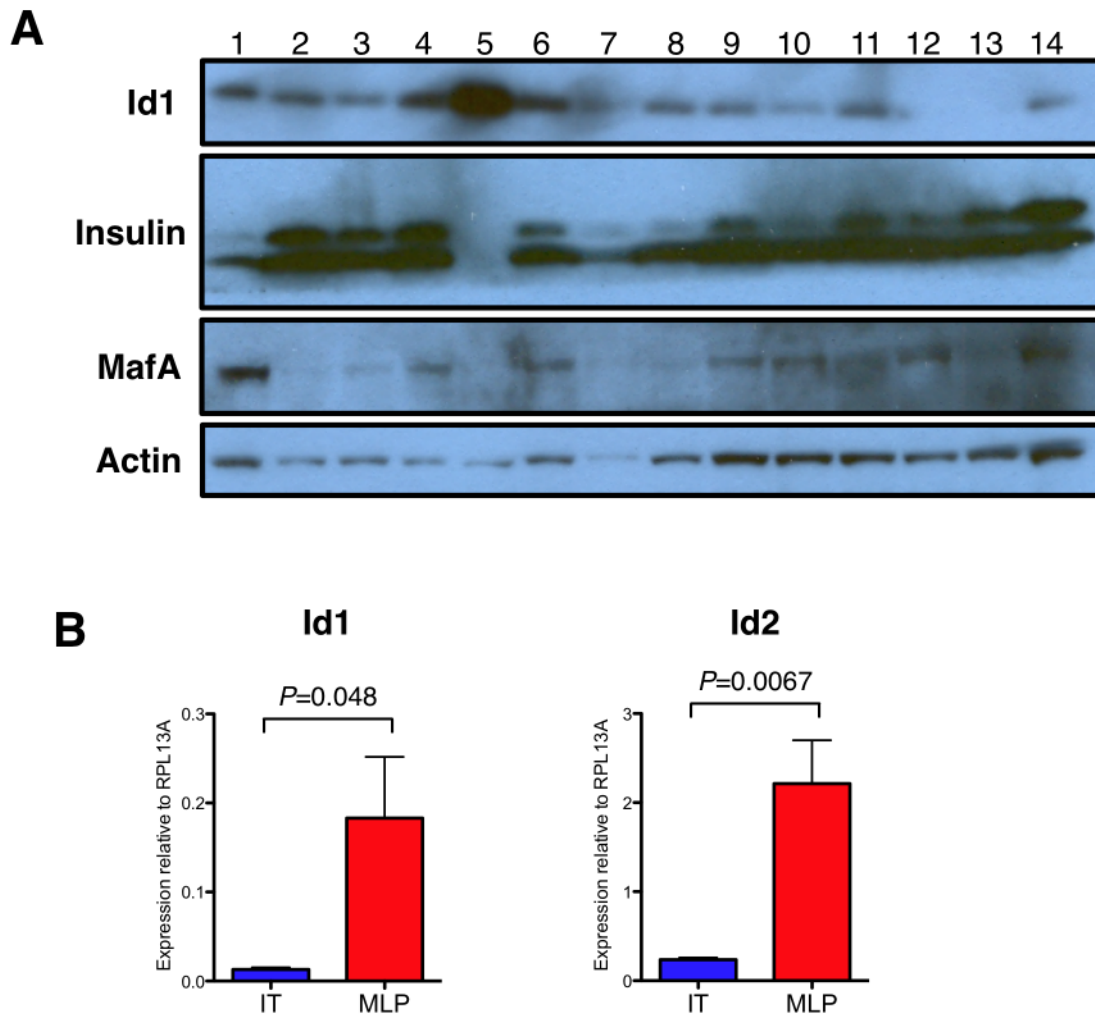 A
1 2 3 4 5 6 7 8 9 10 11 12 13 14
Id1
Insulin
MafA
Actin
B
Id1
P=0.048
Expression relative to RPL13A
0.3
0.2
0.1
0.0
IT MLP
Id2
P=0.0067
Expression relative to RPL13A
3
2
1
0
IT MLP